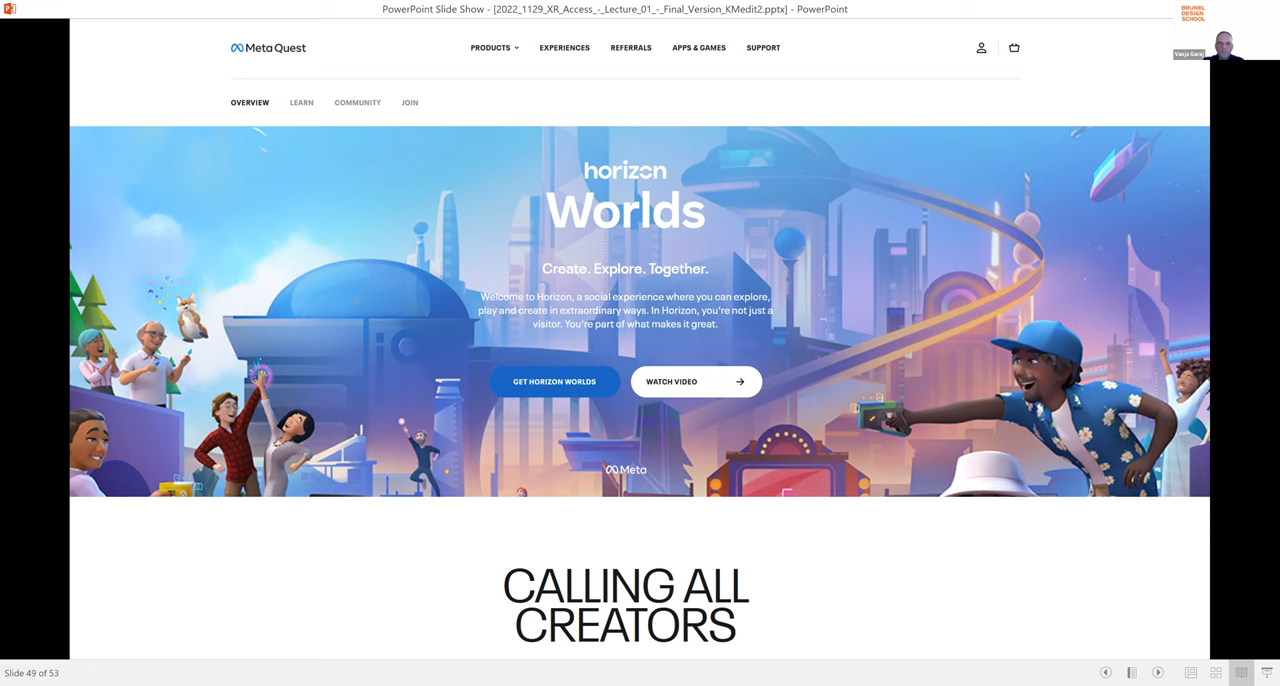 PowerPoint Slide Show - [2022_1129_XR_Access_-_Lecture_01_-_Final_Version_KMedit2.pptx] - PowerPoint
BRUNEL
DESIGN
SCHOOL
Vanja Garaj
Meta Quest
PRODUCTS
EXPERIENCES
REFERRALS
APPS & GAMES
SUPPORT
OVERVIEW
LEARN
COMMUNITY
JOIN
horizon
Worlds
Create. Explore. Together.
Welcome to Horizon, a social experience where you can explore,
play and create in extraordinary ways. In Horizon, you're not just a
visitor. You're part of what makes it great.
GET HORIZON WORLDS
WATCH VIDEO
Meta
CALLING ALL
CREATORS
Slide 49 of 53